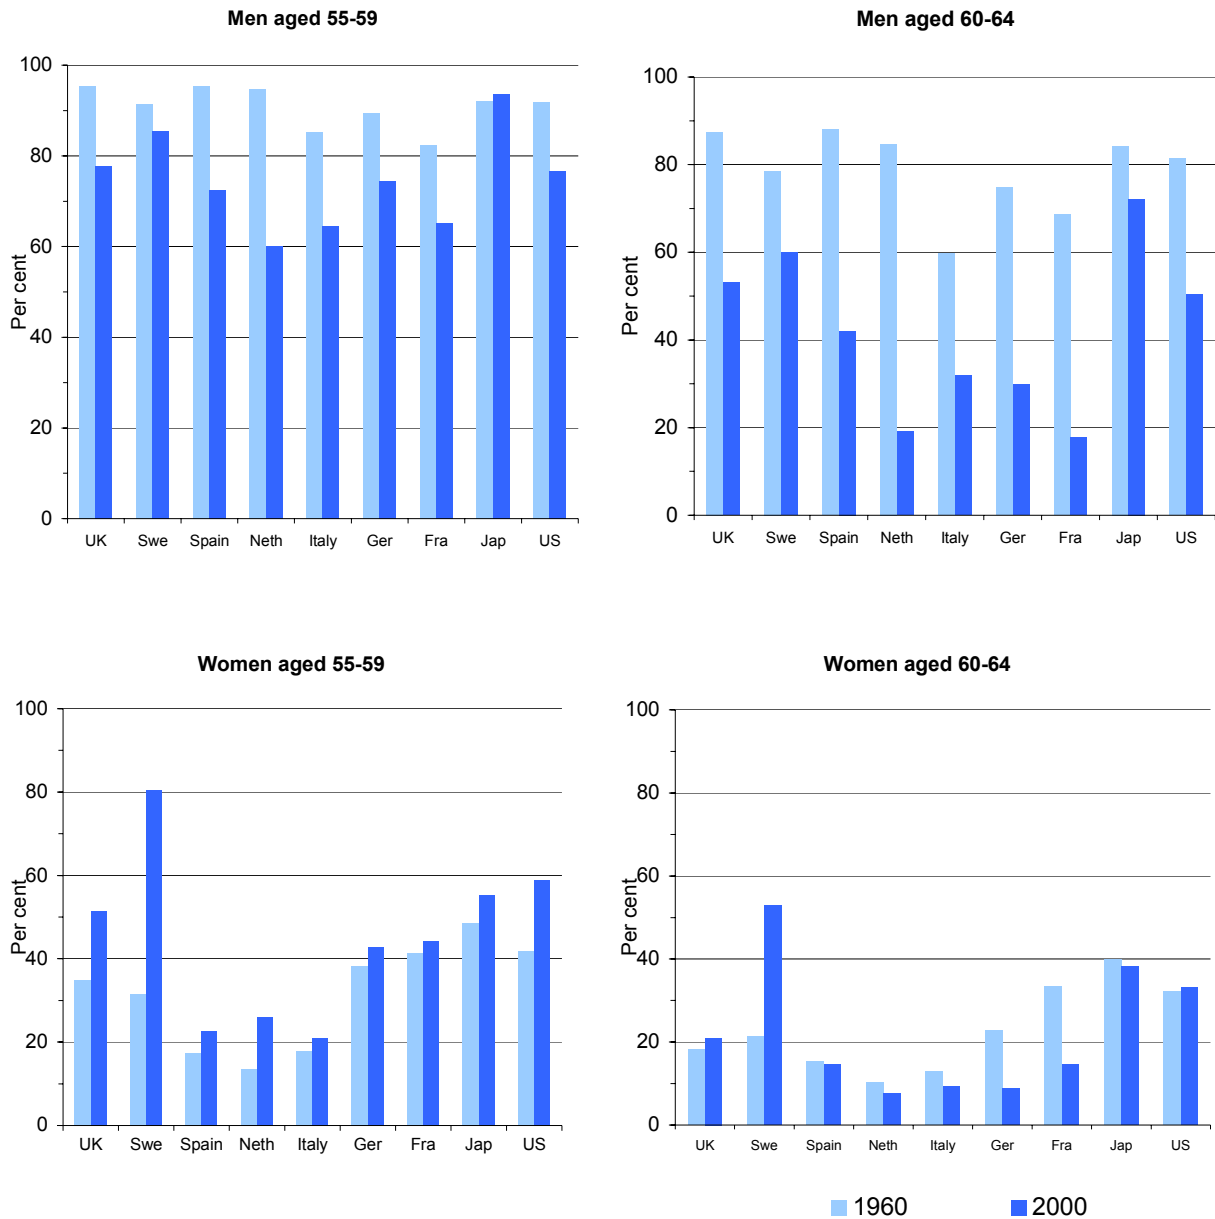 Men aged 55-59
Per cent
100
80
60
40
20
0
UK Swe Spain Neth Italy Ger Fra Jap US
Men aged 60-64
Per cent
100
80
60
40
20
0
UK Swe Spain Neth Italy Ger Fra Jap US
Women aged 55-59
Per cent
100
80
60
40
20
0
UK Swe Spain Neth Italy Ger Fra Jap US
Women aged 60-64
Per cent
100
80
60
40
20
0
UK Swe Spain Neth Italy Ger Fra Jap US
1960 2000